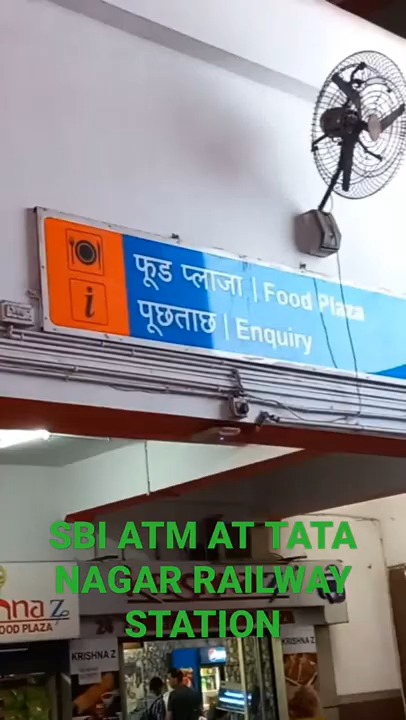 फूड प्लाजा | Food Plaza
पूछताछ | Enquiry
SBI ATM AT TATA
NAGAR RAILWAY
STATION
FOOD PLAZA
KRISHNA Z
KRISHNA Z